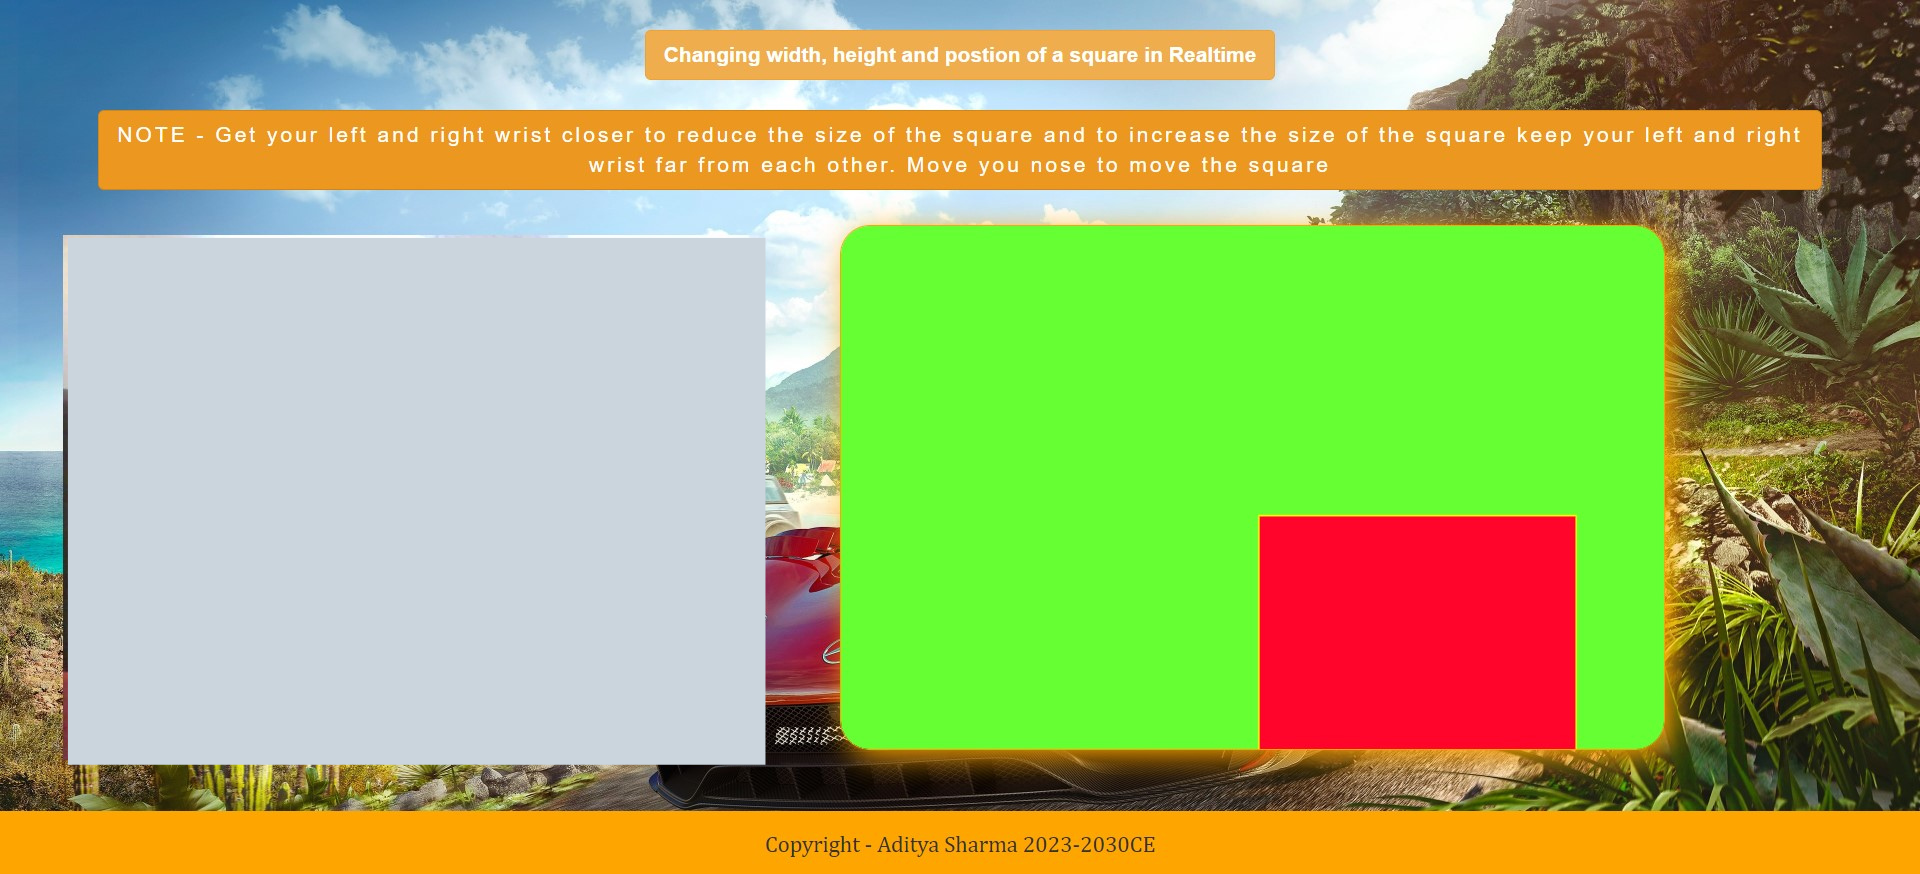 Changing width, height and postion of a square in Realtime
NOTE - Get your left and right wrist closer to reduce the size of the square and to increase the size of the square keep your left and right
wrist far from each other. Move you nose to move the square
Copyright - Aditya Sharma 2023-2030CE